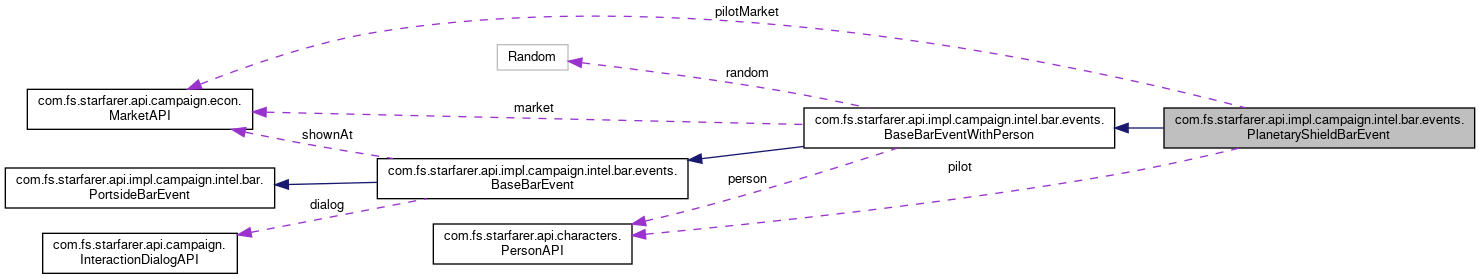 pilotMarket
Random
random
com.fs.starfarer.api.campaign.econ.
MarketAPI
market
com.fs.starfarer.api.impl.campaign.intel.bar.events.
BaseBarEventWithPerson
com.fs.starfarer.api.impl.campaign.intel.bar.events.
PlanetaryShieldBarEvent
shownAt
com.fs.starfarer.api.impl.campaign.intel.bar.
PortsideBarEvent
com.fs.starfarer.api.impl.campaign.intel.bar.events.
BaseBarEvent
person
pilot
dialog
com.fs.starfarer.api.campaign.
InteractionDialogAPI
com.fs.starfarer.api.characters.
PersonAPI